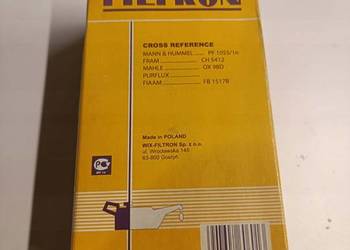 FILTRON
CROSS REFERENCE
MANN & HUMMEL ..... PF 1055/1n
FRAM ..................... CH 5412
MAHLE ................... OX 98D
PURFLUX ................
FIAAM .................... FB 1517B
Made in POLAND
WIX-FILTRON Sp. z o.o.
ul. Wrocławska 145
63-800 Gostyń